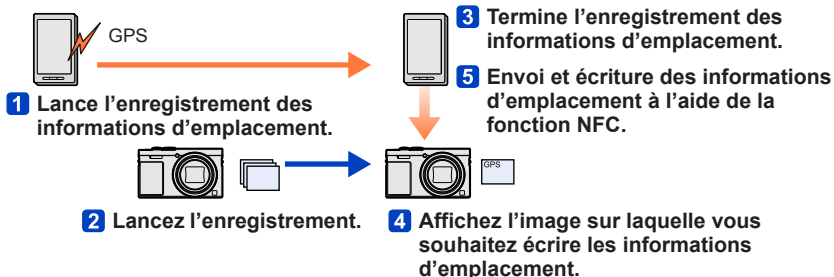 GPS
1 Lance l’enregistrement des
informations d’emplacement.
2 Lancez l’enregistrement.
3 Termine l’enregistrement des
informations d’emplacement.
5 Envoi et écriture des informations
d’emplacement à l’aide de la
fonction NFC.
GPS
4 Affichez l’image sur laquelle vous
souhaitez écrire les informations
d’emplacement.